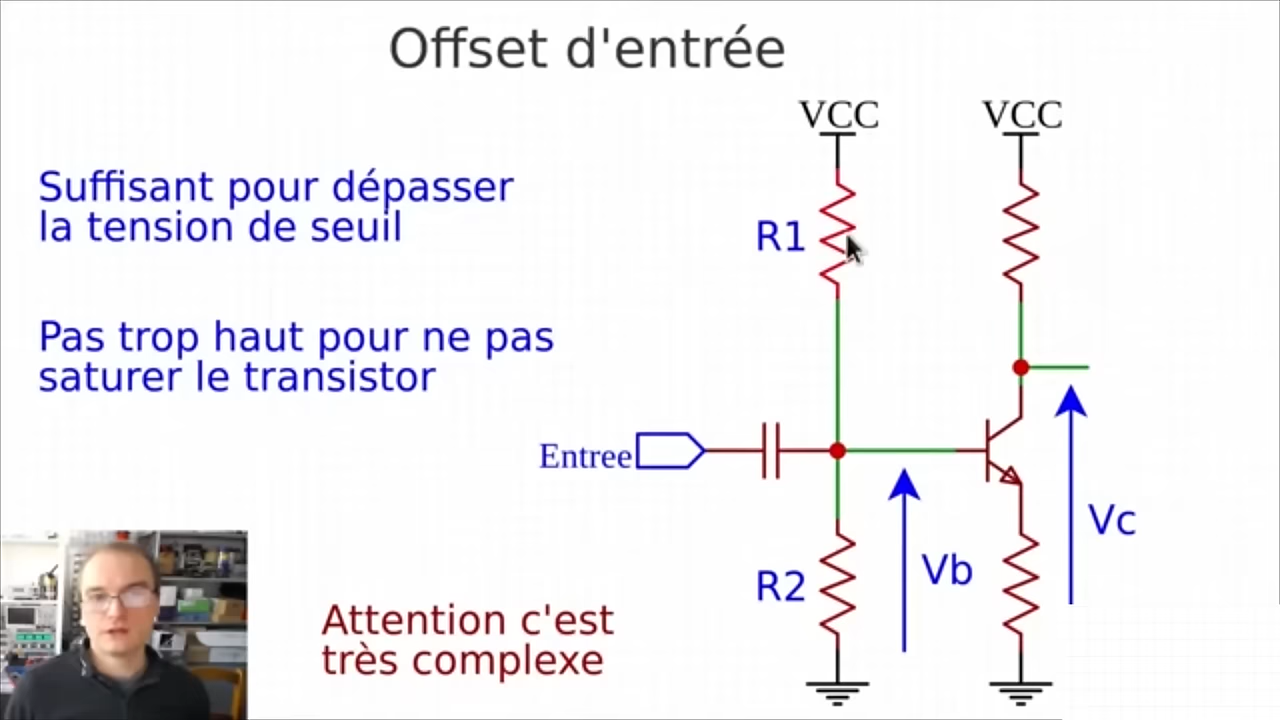 Offset d'entrée
VCC
VCC
Suffisant pour dépasser
la tension de seuil
R1
Pas trop haut pour ne pas
saturer le transistor
Entree
Vc
Vb
R2
Attention c'est
très complexe